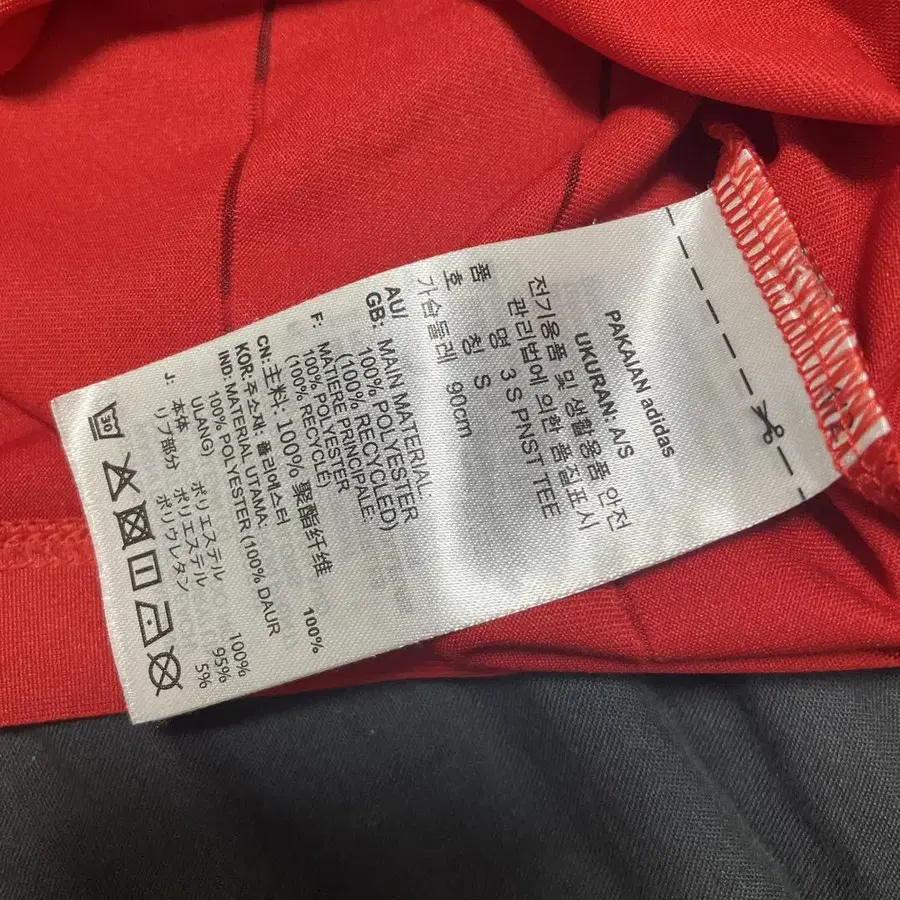 PAKAIAN adidas
UKURAN: A/S
전기용품 및 생활용품 안전
관리법에 의한 품질표시
품 명 3 S PNST TEE
호 칭 S
가슴둘레 90cm
AU/
GB: MAIN MATERIAL:
100% POLYESTER
(100% RECYCLED)
F: (100% PRINCIPALE:
MATIERE PRINCIPALE:
100% POLYESTER
(100% RECYCLE)
CN: 主料: 100% 聚酯纤维
KOR: 주소재: 폴리에스터 100%
IND: MATERIAL UTAMA:
100% POLYESTER (100% DAUR
ULANG)
J: 本体 ポリエステル 100%
リブ部分 ポリエステル 95%
ポリウレタン 5%
30